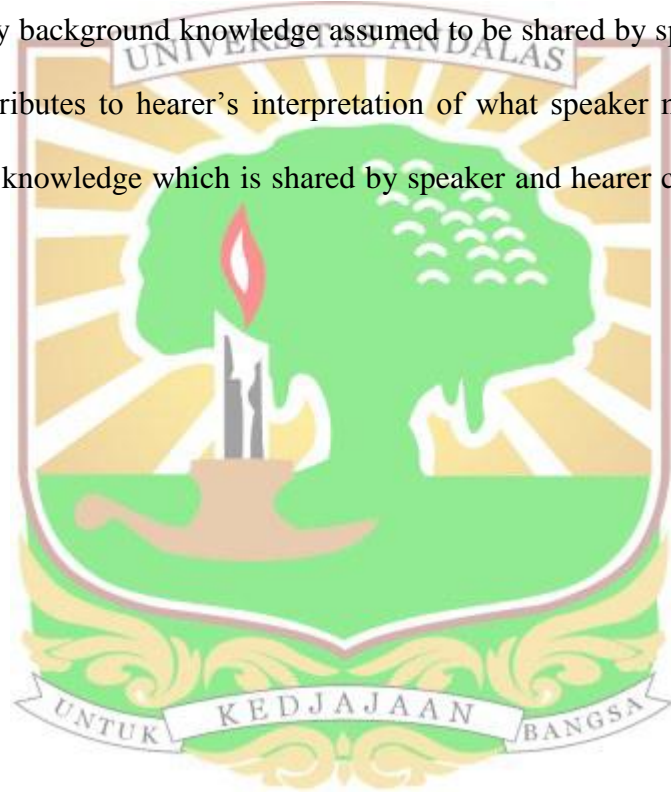 y background knowledge assumed to be shared by sp
UNIVERSITAS ANDALAS
ributes to hearer’s interpretation of what speaker m
knowledge which is shared by speaker and hearer c
UNTUK KEDJAJAAN BANGSA